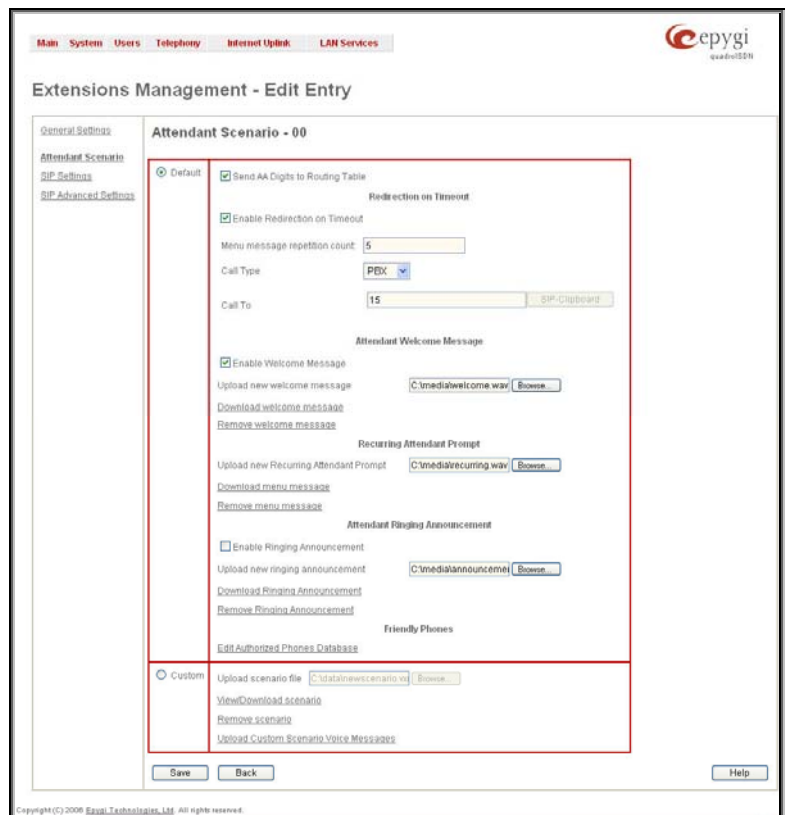 Main System Users Telephony Internet Uplink LAN Services
epygi
quadroISDN
Extensions Management - Edit Entry
General Settings
Attendant Scenario
SIP Settings
SIP Advanced Settings
Attendant Scenario - 00
Default
Send AA Digits to Routing Table
Redirection on Timeout
Enable Redirection on Timeout
Menu message repetition count: 5
Call Type PBX
Call To 15 SIP-Clipboard
Attendant Welcome Message
Enable Welcome Message
Upload new welcome message C:\media\welcome.wav Browse...
Download welcome message
Remove welcome message
Recurring Attendant Prompt
Upload new Recurring Attendant Prompt C:\media\recurring.wav Browse...
Download menu message
Remove menu message
Attendant Ringing Announcement
Enable Ringing Announcement
Upload new ringing announcement C:\media\announcemei Browse...
Download Ringing Announcement
Remove Ringing Announcement
Friendly Phones
Edit Authorized Phones Database
Custom
Upload scenario file C:\data\newscenario.vx Browse...
View/Download scenario
Remove scenario
Upload Custom Scenario Voice Messages
Save Back Help
Copyright (C) 2006 Epygi Technologies, Ltd. All rights reserved.